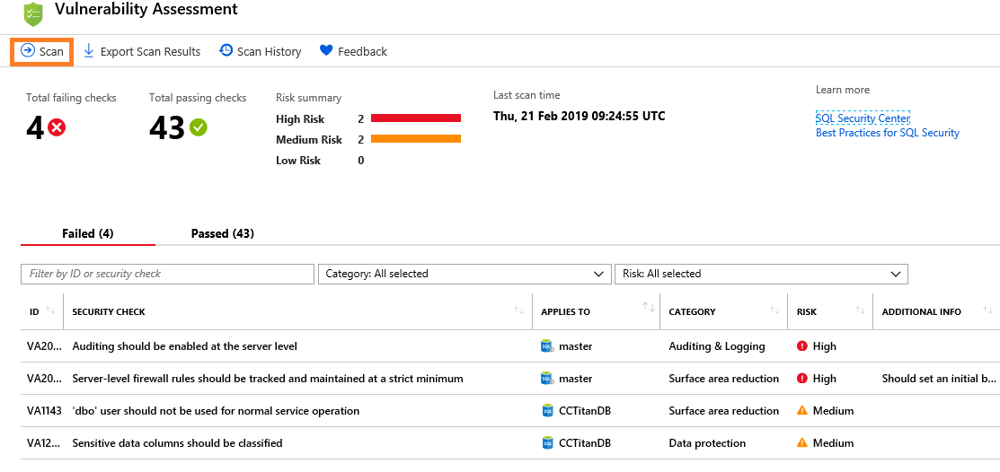 Vulnerability Assessment
Scan Export Scan Results Scan History Feedback
Total failing checks Total passing checks Risk summary Last scan time Learn more
4 43 High Risk 2 Thu, 21 Feb 2019 09:24:55 UTC SQL Security Center
Medium Risk 2 Best Practices for SQL Security
Low Risk 0
Failed (4) Passed (43)
Filter by ID or security check Category: All selected Risk: All selected
ID SECURITY CHECK APPLIES TO CATEGORY RISK ADDITIONAL INFO
VA20... Auditing should be enabled at the server level SQL master Auditing & Logging High
VA20... Server-level firewall rules should be tracked and maintained at a strict minimum SQL master Surface area reduction High Should set an initial b...
VA1143 'dbo' user should not be used for normal service operation SQL CCTitanDB Surface area reduction Medium
VA12... Sensitive data columns should be classified SQL CCTitanDB Data protection Medium